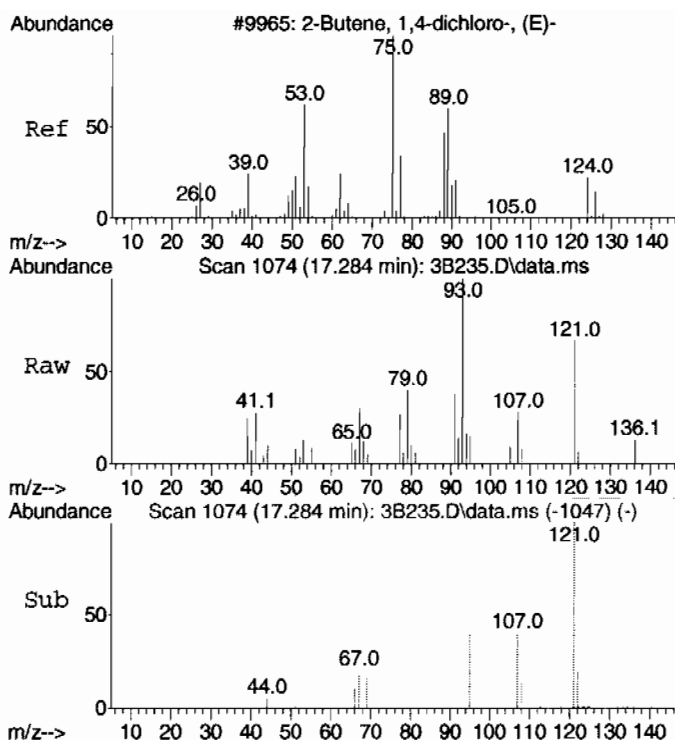 Abundance #9965: 2-Butene, 1,4-dichloro-, (E)-
75.0
53.0 89.0
Ref 50
39.0 124.0
26.0 105.0
0
m/z--> 10 20 30 40 50 60 70 80 90 100 110 120 130 140
Abundance Scan 1074 (17.284 min): 3B235.D\data.ms
93.0
121.0
Raw 50
79.0
41.1 107.0
65.0 136.1
0
m/z--> 10 20 30 40 50 60 70 80 90 100 110 120 130 140
Abundance Scan 1074 (17.284 min): 3B235.D\data.ms (-1047) (-)
121.0
Sub
50 107.0
67.0
44.0
0
m/z--> 10 20 30 40 50 60 70 80 90 100 110 120 130 140